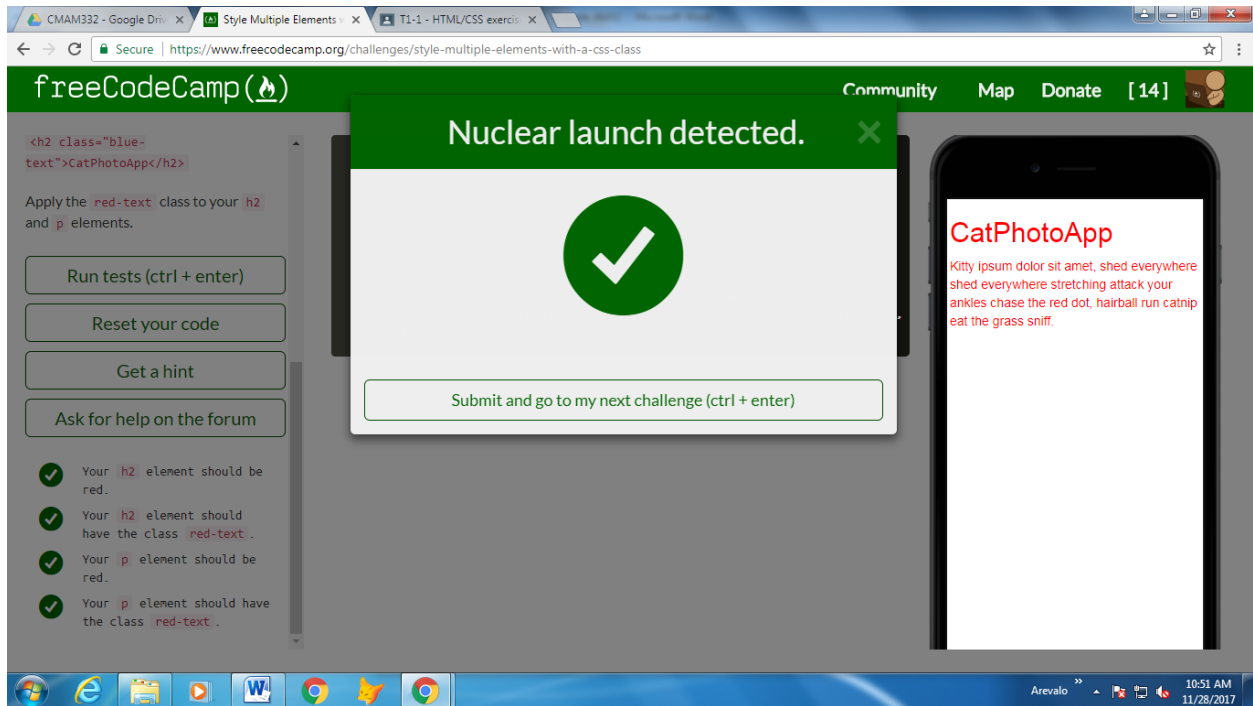 CMAM332 - Google Driv
Style Multiple Elements w
T1-1 - HTML/CSS exercis
Secure | https://www.freecodecamp.org/challenges/style-multiple-elements-with-a-css-class
freeCodeCamp( )
Community Map Donate [ 14 ]
<h2 class="blue-
text">CatPhotoApp</h2>
Apply the red-text class to your h2
and p elements.
Run tests (ctrl + enter)
Reset your code
Get a hint
Ask for help on the forum
Your h2 element should be
red.
Your h2 element should
have the class red-text .
Your p element should be
red.
Your p element should have
the class red-text .
Nuclear launch detected.
Submit and go to my next challenge (ctrl + enter)
CatPhotoApp
Kitty ipsum dolor sit amet, shed everywhere
shed everywhere stretching attack your
ankles chase the red dot, hairball run catnip
eat the grass sniff.
Arevalo
10:51 AM
11/28/2017